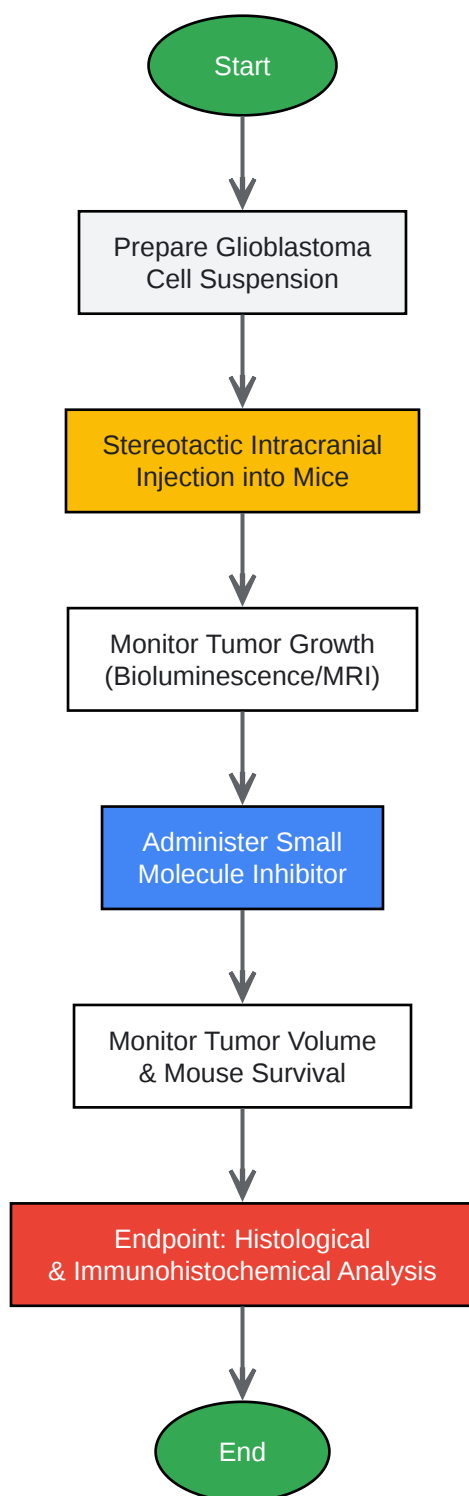 Start
Prepare Glioblastoma
Cell Suspension
Stereotactic Intracranial
Injection into Mice
Monitor Tumor Growth
(Bioluminescence/MRI)
Administer Small
Molecule Inhibitor
Monitor Tumor Volume
& Mouse Survival
Endpoint: Histological
& Immunohistochemical Analysis
End